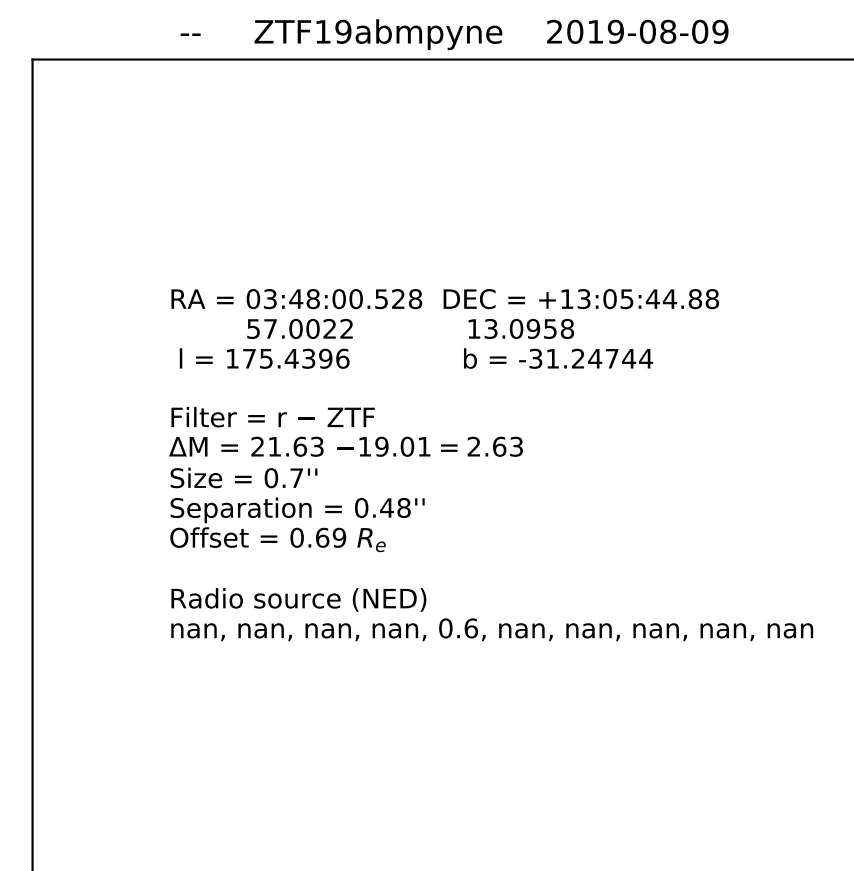 -- ZTF19abmpyne 2019-08-09
RA = 03:48:00.528 DEC = +13:05:44.88
57.0022 13.0958
l = 175.4396 b = -31.24744
Filter = r − ZTF
ΔM = 21.63 −19.01 = 2.63
Size = 0.7''
Separation = 0.48''
Offset = 0.69 Re
Radio source (NED)
nan, nan, nan, nan, 0.6, nan, nan, nan, nan, nan